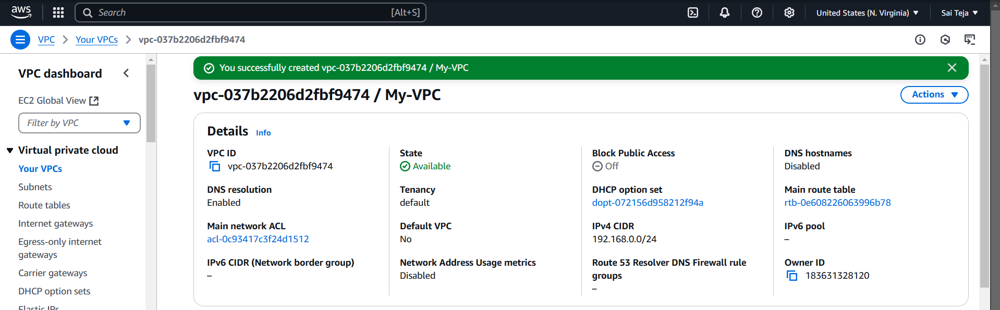 aws
Search [Alt+S] United States (N. Virginia) Sai Teja
VPC Your VPCs vpc-037b2206d2fbf9474
VPC dashboard
EC2 Global View
Filter by VPC
Virtual private cloud
Your VPCs
Subnets
Route tables
Internet gateways
Egress-only internet
gateways
Carrier gateways
DHCP option sets
Elastic IPs
You successfully created vpc-037b2206d2fbf9474 / My-VPC
vpc-037b2206d2fbf9474 / My-VPC
Actions
Details Info
VPC ID
vpc-037b2206d2fbf9474
State
Available
Block Public Access
Off
DNS hostnames
Disabled
DNS resolution
Enabled
Tenancy
default
DHCP option set
dopt-072156d958212f94a
Main route table
rtb-0e608226063996b78
Main network ACL
acl-0c93417c3f24d1512
Default VPC
No
IPv4 CIDR
192.168.0.0/24
IPv6 pool
–
IPv6 CIDR (Network border group)
–
Network Address Usage metrics
Disabled
Route 53 Resolver DNS Firewall rule
groups
–
Owner ID
183631328120